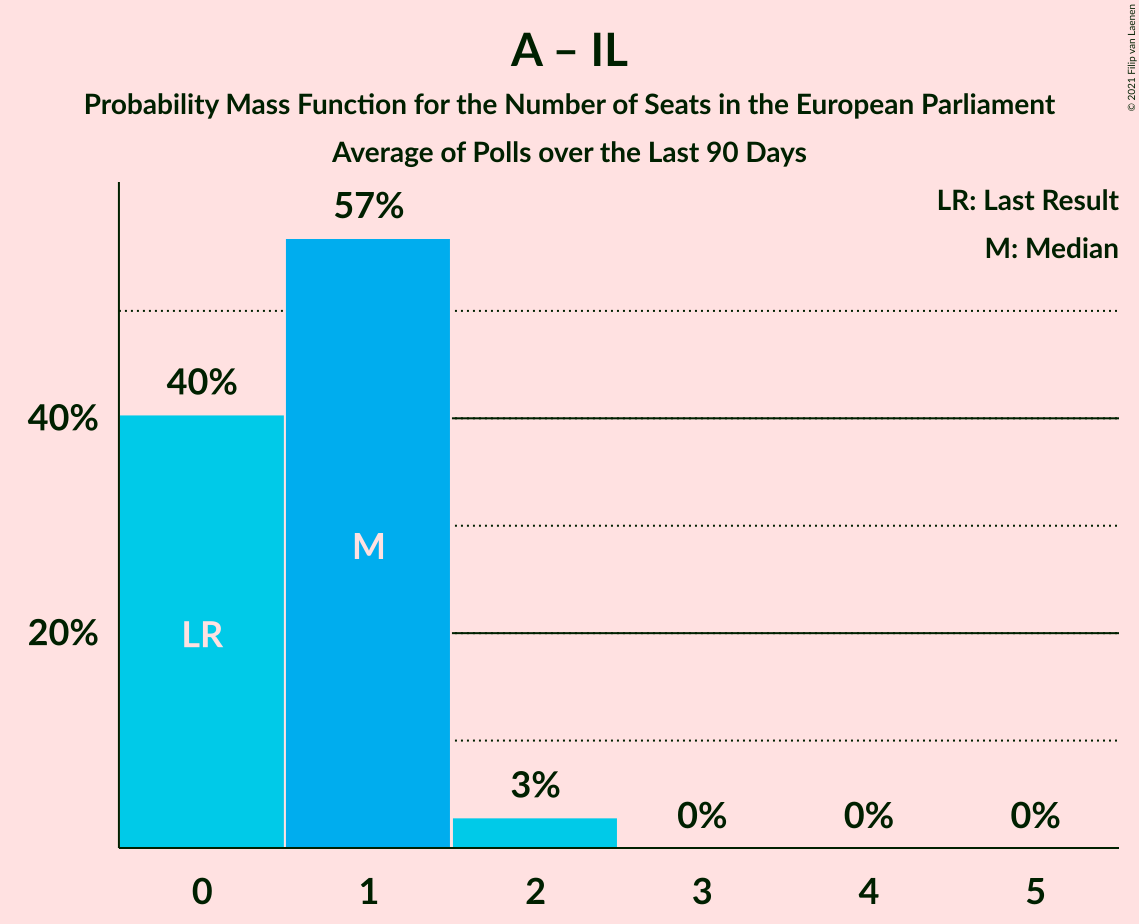 A – IL
Probability Mass Function for the Number of Seats in the European Parliament
Average of Polls over the Last 90 Days
© 2021 Filip van Laenen
LR: Last Result
M: Median
57%
40%
40%
M
LR
20%
3%
0%
0%
0%
0
1
2
3
4
5